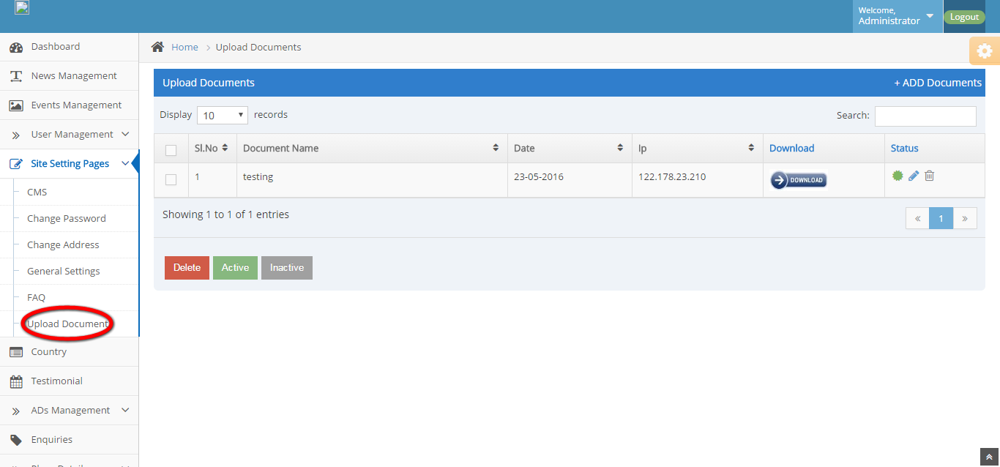 Welcome,
Administrator
Logout
Dashboard
News Management
Events Management
User Management
Site Setting Pages
CMS
Change Password
Change Address
General Settings
FAQ
Upload Document
Country
Testimonial
ADs Management
Enquiries
Home > Upload Documents
Upload Documents + ADD Documents
Display 10 records Search:
Sl.No Document Name Date Ip Download Status
1 testing 23-05-2016 122.178.23.210 DOWNLOAD
Showing 1 to 1 of 1 entries
« 1 »
Delete Active Inactive